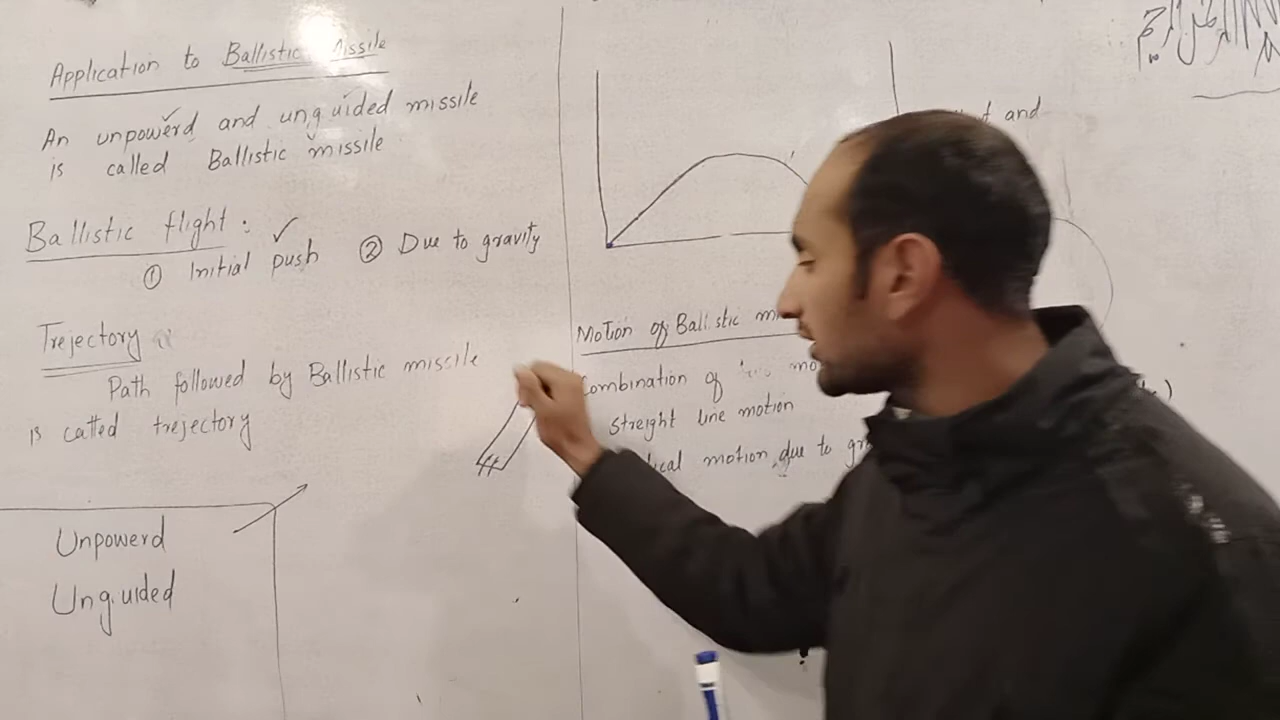 Application to Ballistic Missile
An unpowerd and unguided missile
is called Ballistic missile
Ballistic flight :
① Initial push ② Due to gravity
Trejectory
Path followed by Ballistic missile
is called trejectory
Unpowerd
Unguided
and
Motion of Ballistic
Combination of
streight line motion
motion due to